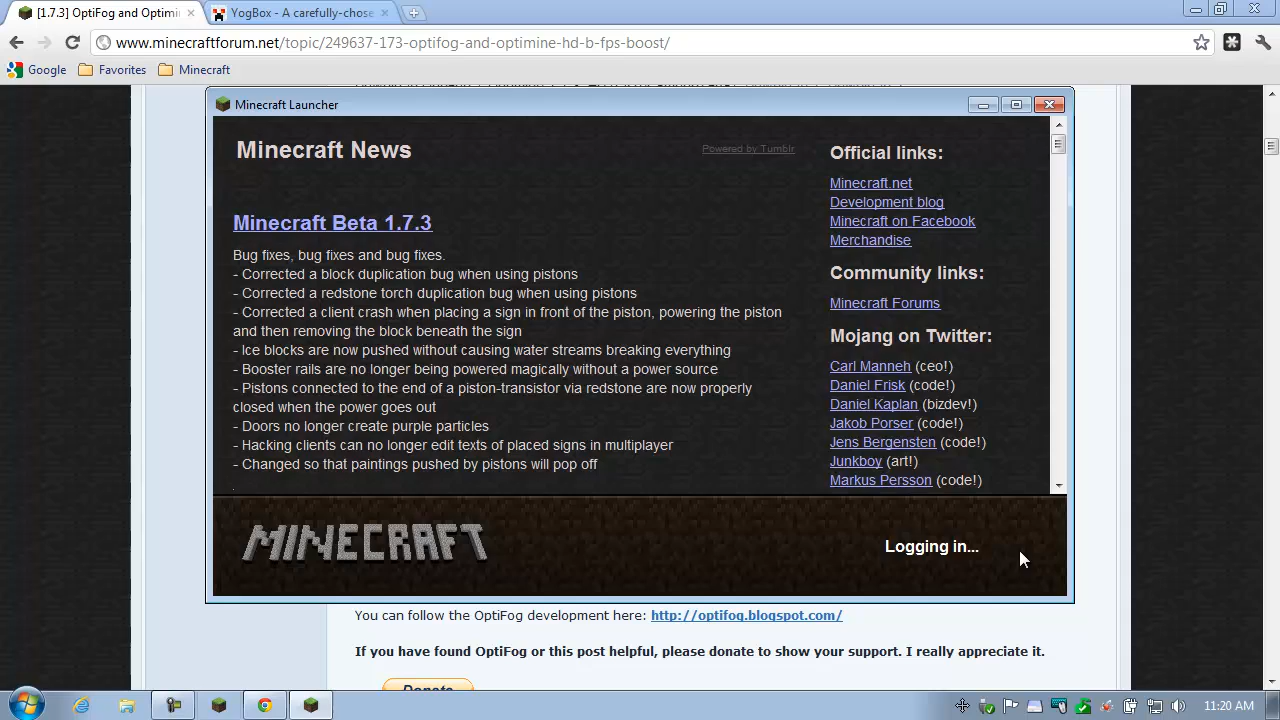 [1.7.3] OptiFog and Optimin
YogBox - A carefully-chose
www.minecraftforum.net/topic/249637-173-optifog-and-optimine-hd-b-fps-boost/
Google Favorites Minecraft
Minecraft Launcher
Minecraft News
Powered by Tumblr
Minecraft Beta 1.7.3
Bug fixes, bug fixes and bug fixes.
- Corrected a block duplication bug when using pistons
- Corrected a redstone torch duplication bug when using pistons
- Corrected a client crash when placing a sign in front of the piston, powering the piston
and then removing the block beneath the sign
- Ice blocks are now pushed without causing water streams breaking everything
- Booster rails are no longer being powered magically without a power source
- Pistons connected to the end of a piston-transistor via redstone are now properly
closed when the power goes out
- Doors no longer create purple particles
- Hacking clients can no longer edit texts of placed signs in multiplayer
- Changed so that paintings pushed by pistons will pop off
Official links:
Minecraft.net
Development blog
Minecraft on Facebook
Merchandise
Community links:
Minecraft Forums
Mojang on Twitter:
Carl Manneh (ceo!)
Daniel Frisk (code!)
Daniel Kaplan (bizdev!)
Jakob Porser (code!)
Jens Bergensten (code!)
Junkboy (art!)
Markus Persson (code!)
MINECRAFT
Logging in...
You can follow the OptiFog development here: http://optifog.blogspot.com/
If you have found OptiFog or this post helpful, please donate to show your support. I really appreciate it.
Donate
11:20 AM